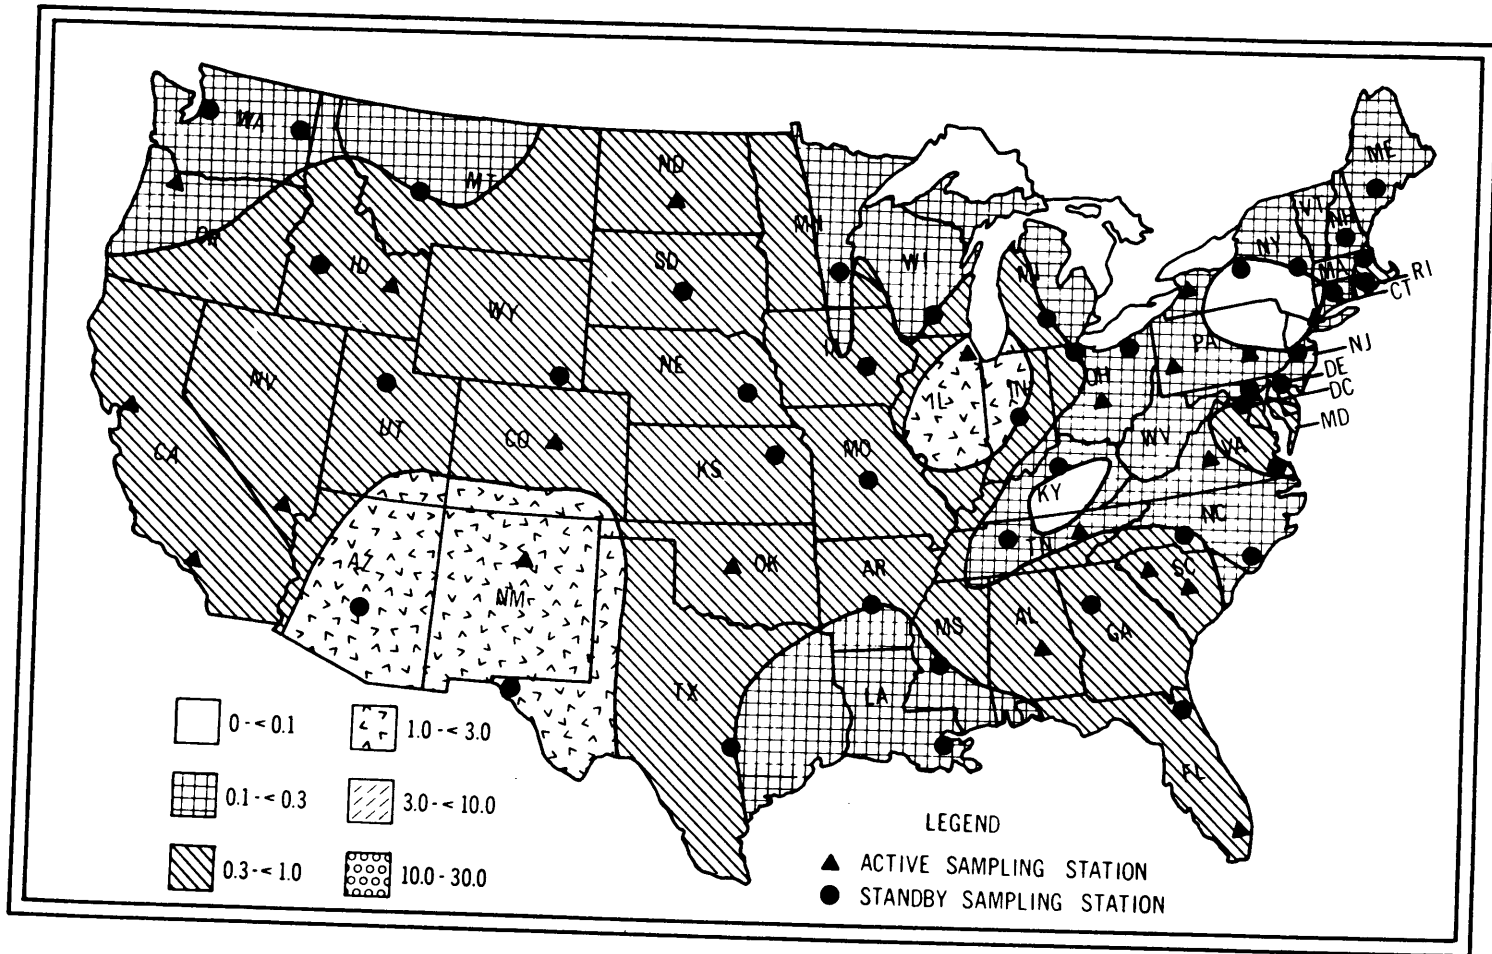 WA
MT
ND
MN
ME
VT
NH
NY
MA
RI
CT
OR
ID
SD
WI
MI
WY
NE
PA
NJ
DE
DC
MD
NV
UT
CO
IL
IN
OH
WV
VA
CA
KS
MO
KY
NC
AZ
NM
OK
AR
TN
SC
MS
AL
GA
TX
LA
FL
0 - < 0.1
1.0 - < 3.0
0.1 - < 0.3
3.0 - < 10.0
0.3 - < 1.0
10.0 - 30.0
LEGEND
ACTIVE SAMPLING STATION
STANDBY SAMPLING STATION